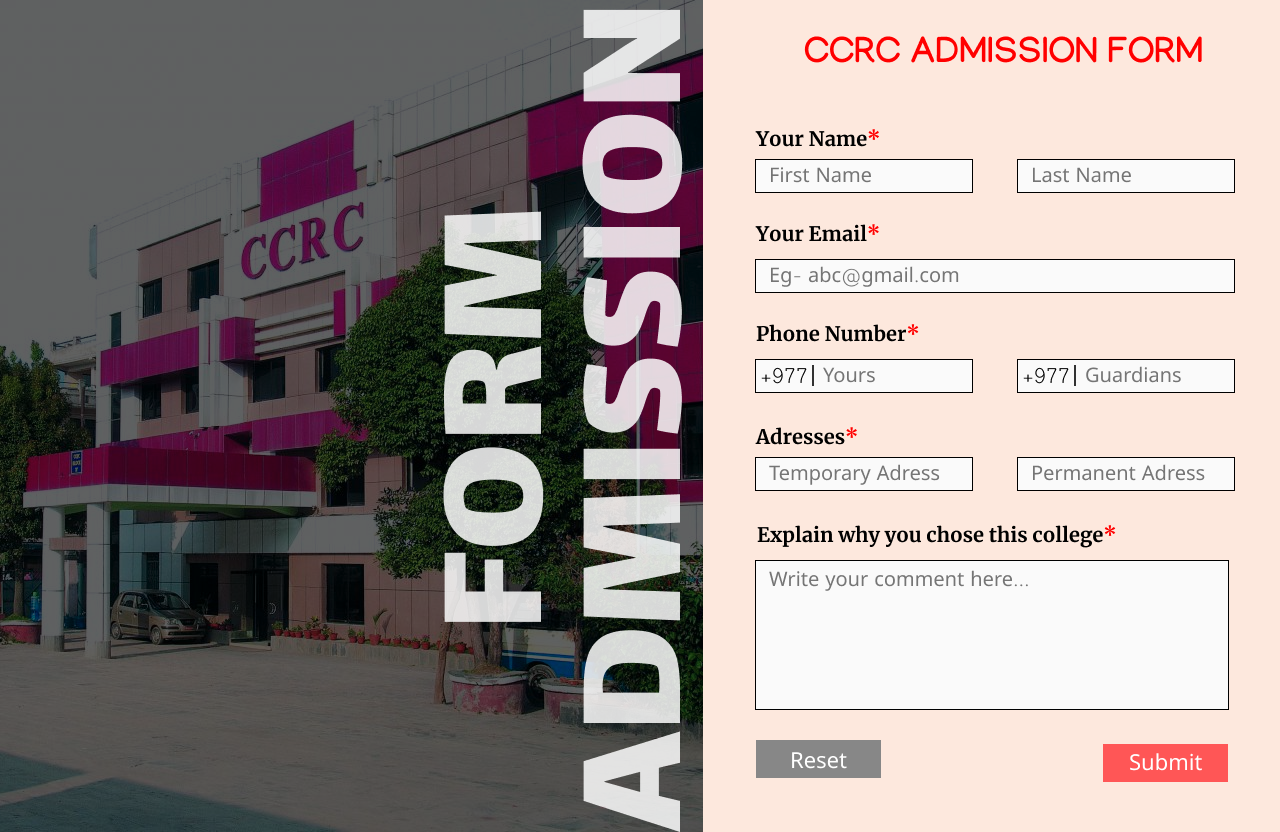 CCRC
FORM
ADMISSION
CCRC ADMISSION FORM
Your Name*
First Name
Last Name
Your Email*
Eg- abc@gmail.com
Phone Number*
+977| Yours
+977| Guardians
Adresses*
Temporary Adress
Permanent Adress
Explain why you chose this college*
Write your comment here...
Reset
Submit